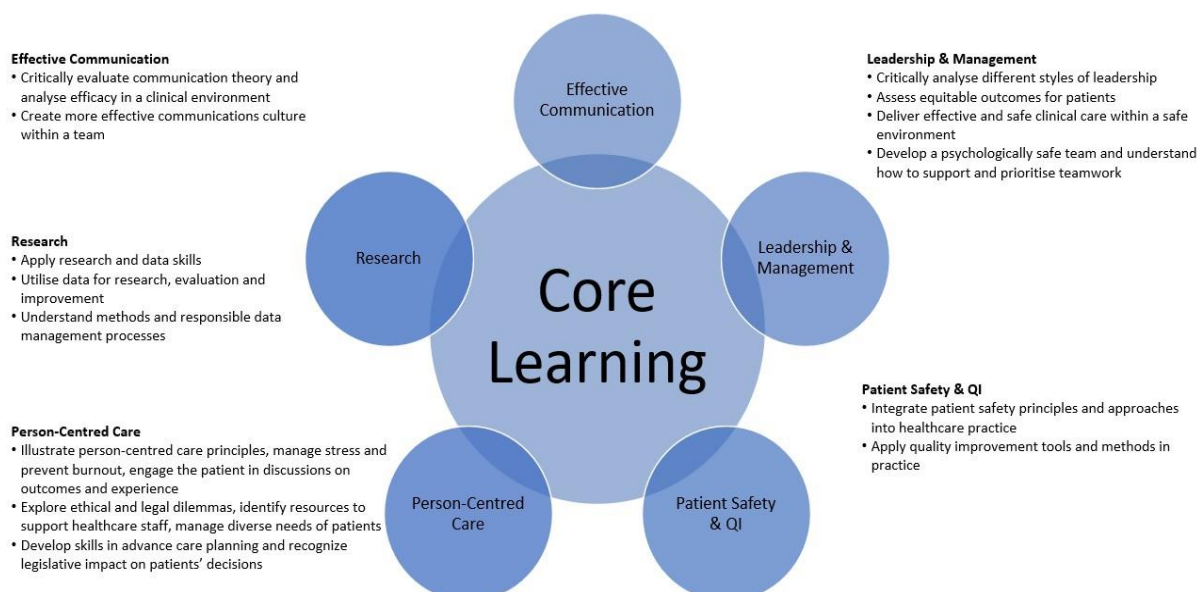 Effective Communication
• Critically evaluate communication theory and
analyse efficacy in a clinical environment
• Create more effective communications culture
within a team
Research
• Apply research and data skills
• Utilise data for research, evaluation and
improvement
• Understand methods and responsible data
management processes
Person-Centred Care
• Illustrate person-centred care principles, manage stress and
prevent burnout, engage the patient in discussions on
outcomes and experience
• Explore ethical and legal dilemmas, identify resources to
support healthcare staff, manage diverse needs of patients
• Develop skills in advance care planning and recognize
legislative impact on patients’ decisions
Effective
Communication
Research
Leadership &
Management
Core
Learning
Person-Centred
Care
Patient Safety
& QI
Leadership & Management
• Critically analyse different styles of leadership
• Assess equitable outcomes for patients
• Deliver effective and safe clinical care within a safe
environment
• Develop a psychologically safe team and understand
how to support and prioritise teamwork
Patient Safety & QI
• Integrate patient safety principles and approaches
into healthcare practice
• Apply quality improvement tools and methods in
practice